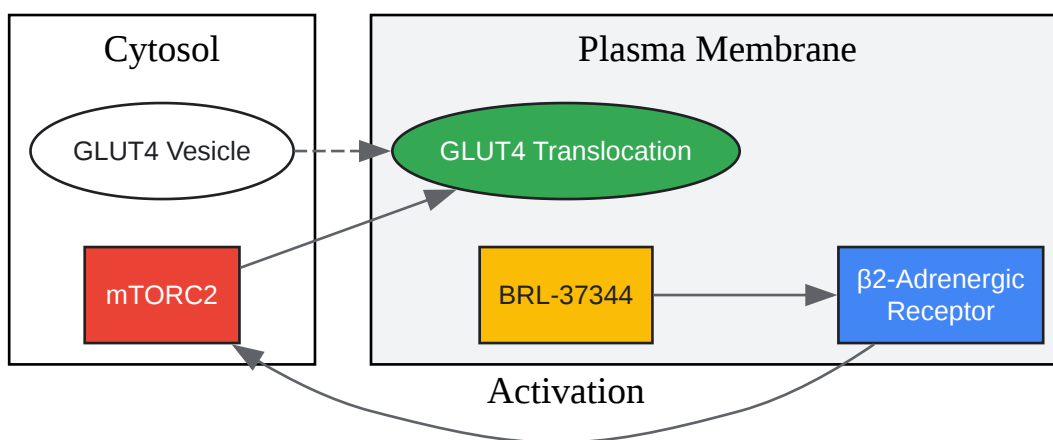 Cytosol
Plasma Membrane
GLUT4 Vesicle
GLUT4 Translocation
mTORC2
BRL-37344
β2-Adrenergic
Receptor
Activation